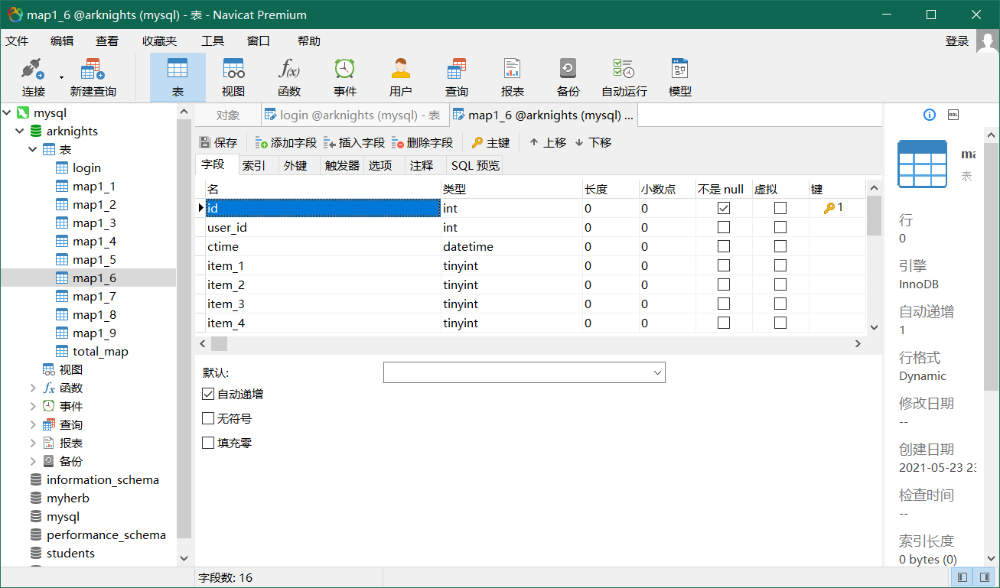 map1_6 @arknights (mysql) - 表 - Navicat Premium
文件 编辑 查看 收藏夹 工具 窗口 帮助 登录
连接 新建查询 表 视图 函数 事件 用户 查询 报表 备份 自动运行 模型
mysql
arknights
表
login
map1_1
map1_2
map1_3
map1_4
map1_5
map1_6
map1_7
map1_8
map1_9
total_map
视图
函数
事件
查询
报表
备份
information_schema
myherb
mysql
performance_schema
students
对象 login @arknights (mysql) - 表 map1_6 @arknights (mysql) ...
保存 添加字段 插入字段 删除字段 主键 上移 下移
字段 索引 外键 触发器 选项 注释 SQL 预览
名 类型 长度 小数点 不是 null 虚拟 键
id int 0 0 1
user_id int 0 0
ctime datetime 0 0
item_1 tinyint 0 0
item_2 tinyint 0 0
item_3 tinyint 0 0
item_4 tinyint 0 0
默认:
自动递增
无符号
填充零
DDL
ma
表
行
0
引擎
InnoDB
自动递增
1
行格式
Dynamic
修改日期
--
创建日期
2021-05-23 23
检查时间
--
索引长度
0 bytes (0)
字段数: 16